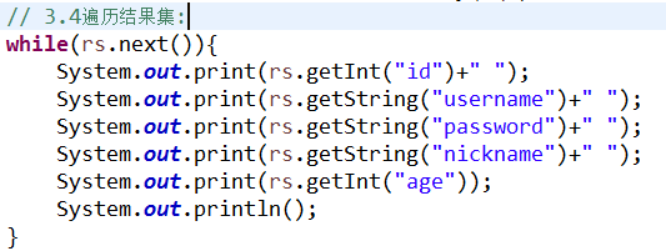 // 3.4遍历结果集:
while(rs.next()){
    System.out.print(rs.getInt("id")+" ");
    System.out.print(rs.getString("username")+" ");
    System.out.print(rs.getString("password")+" ");
    System.out.print(rs.getString("nickname")+" ");
    System.out.print(rs.getInt("age"));
    System.out.println();
}